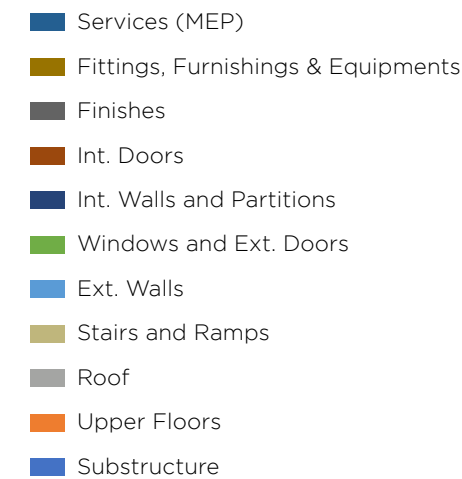 Services (MEP)
Fittings, Furnishings & Equipments
Finishes
Int. Doors
Int. Walls and Partitions
Windows and Ext. Doors
Ext. Walls
Stairs and Ramps
Roof
Upper Floors
Substructure